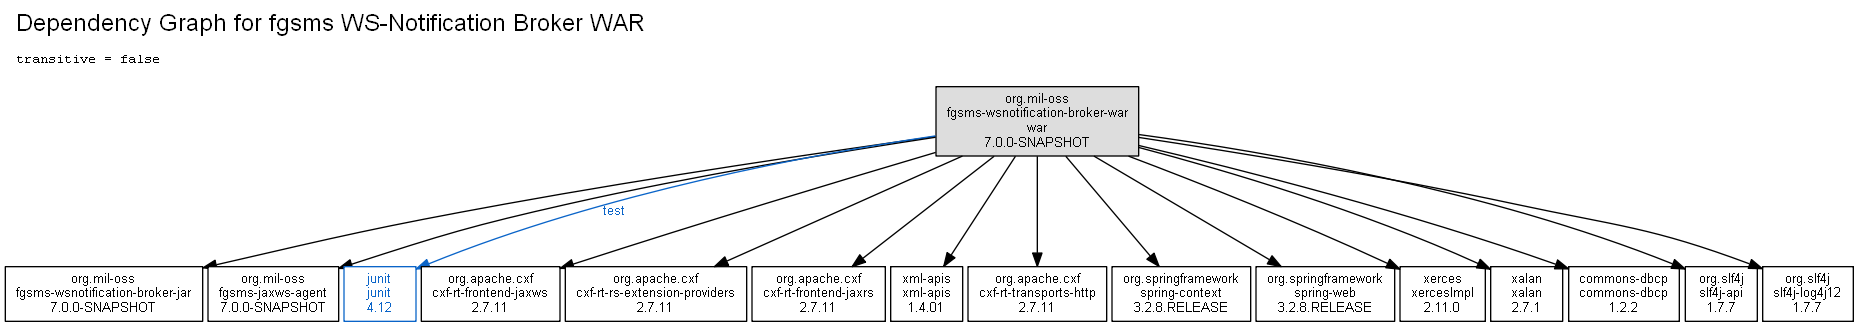 Dependency Graph for fgsms WS-Notification Broker WAR
transitive = false
org.mil-oss
fgsms-wsnotification-broker-war
war
7.0.0-SNAPSHOT
test
org.mil-oss
fgsms-wsnotification-broker-jar
7.0.0-SNAPSHOT
org.mil-oss
fgsms-jaxws-agent
7.0.0-SNAPSHOT
junit
junit
4.12
org.apache.cxf
cxf-rt-frontend-jaxws
2.7.11
org.apache.cxf
cxf-rt-rs-extension-providers
2.7.11
org.apache.cxf
cxf-rt-frontend-jaxrs
2.7.11
xml-apis
xml-apis
1.4.01
org.apache.cxf
cxf-rt-transports-http
2.7.11
org.springframework
spring-context
3.2.8.RELEASE
org.springframework
spring-web
3.2.8.RELEASE
xerces
xercesImpl
2.11.0
xalan
xalan
2.7.1
commons-dbcp
commons-dbcp
1.2.2
org.slf4j
slf4j-api
1.7.7
org.slf4j
slf4j-log4j12
1.7.7